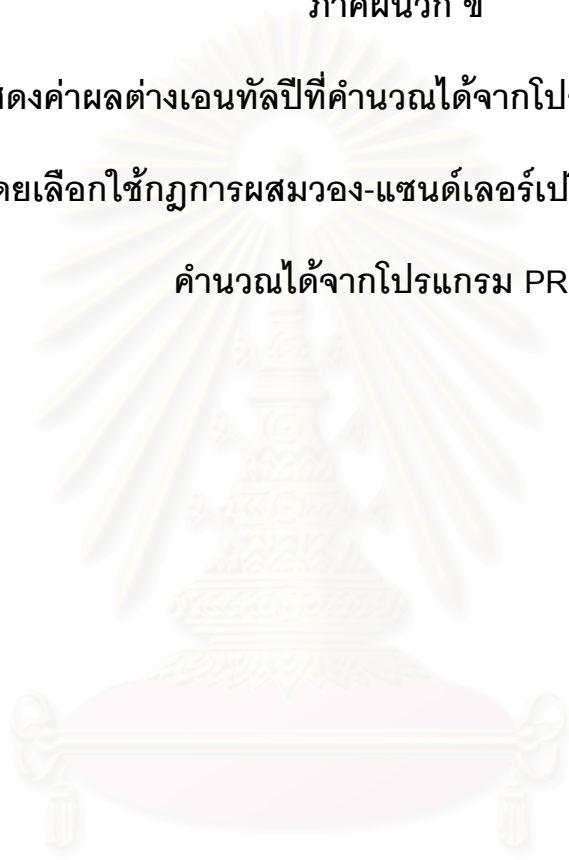 ภาคผนวก ข
แสดงค่าผลต่างเอนทัลปีที่คำนวณได้จากโปร
โดยเลือกใช้กฎการผสมวอง-แซนด์เลอร์เป
คำนวณได้จากโปรแกรม PR